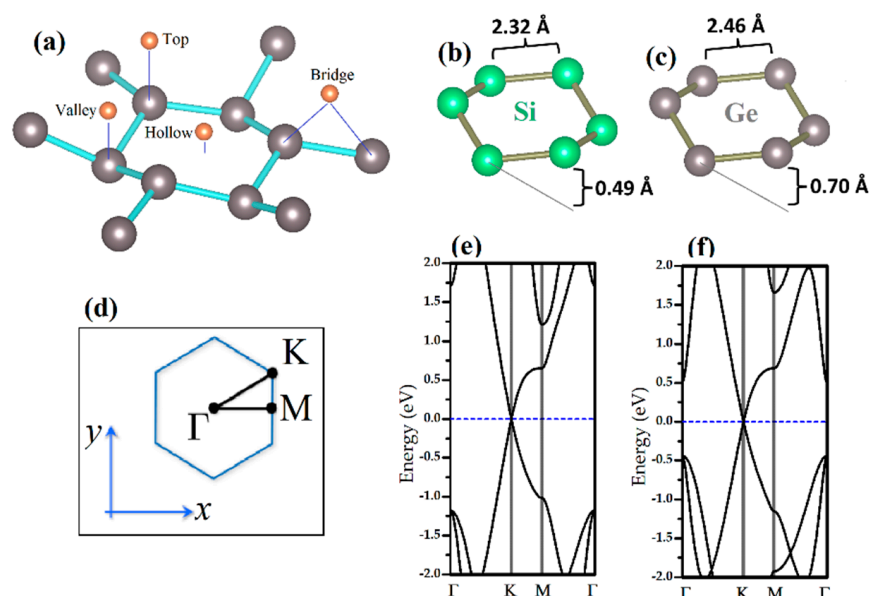 (a)
Top
Valley
Hollow
Bridge
(b)
2.32 Å
Si
0.49 Å
(c)
2.46 Å
Ge
0.70 Å
(d)
K
Γ
M
y
x
(e)
2.0
1.5
1.0
0.5
0.0
-0.5
-1.0
-1.5
-2.0
Energy (eV)
Γ K M Γ
(f)
2.0
1.5
1.0
0.5
0.0
-0.5
-1.0
-1.5
-2.0
Energy (eV)
Γ K M Γ